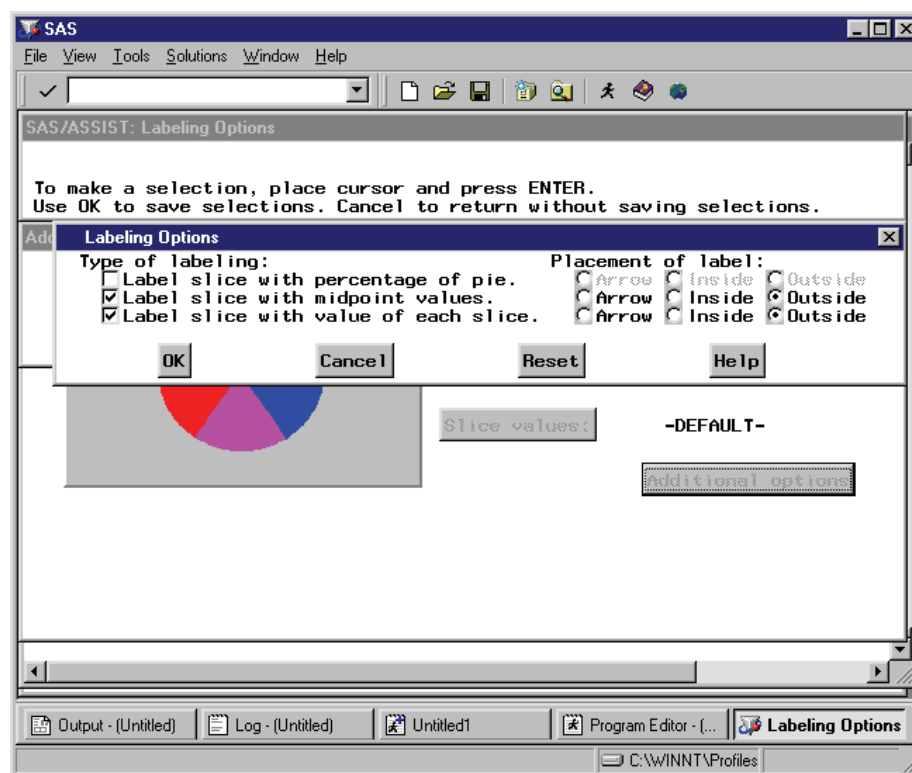 SAS
File View Tools Solutions Window Help
SAS/ASSIST: Labeling Options
To make a selection, place cursor and press ENTER.
Use OK to save selections. Cancel to return without saving selections.
Add
Labeling Options
Type of labeling: Placement of label:
Label slice with percentage of pie. Arrow Inside Outside
Label slice with midpoint values. Arrow Inside Outside
Label slice with value of each slice. Arrow Inside Outside
OK Cancel Reset Help
Slice values: -DEFAULT-
Additional options
Output - (Untitled) Log - (Untitled) Untitled1 Program Editor - (... Labeling Options
C:\WINNT\Profiles